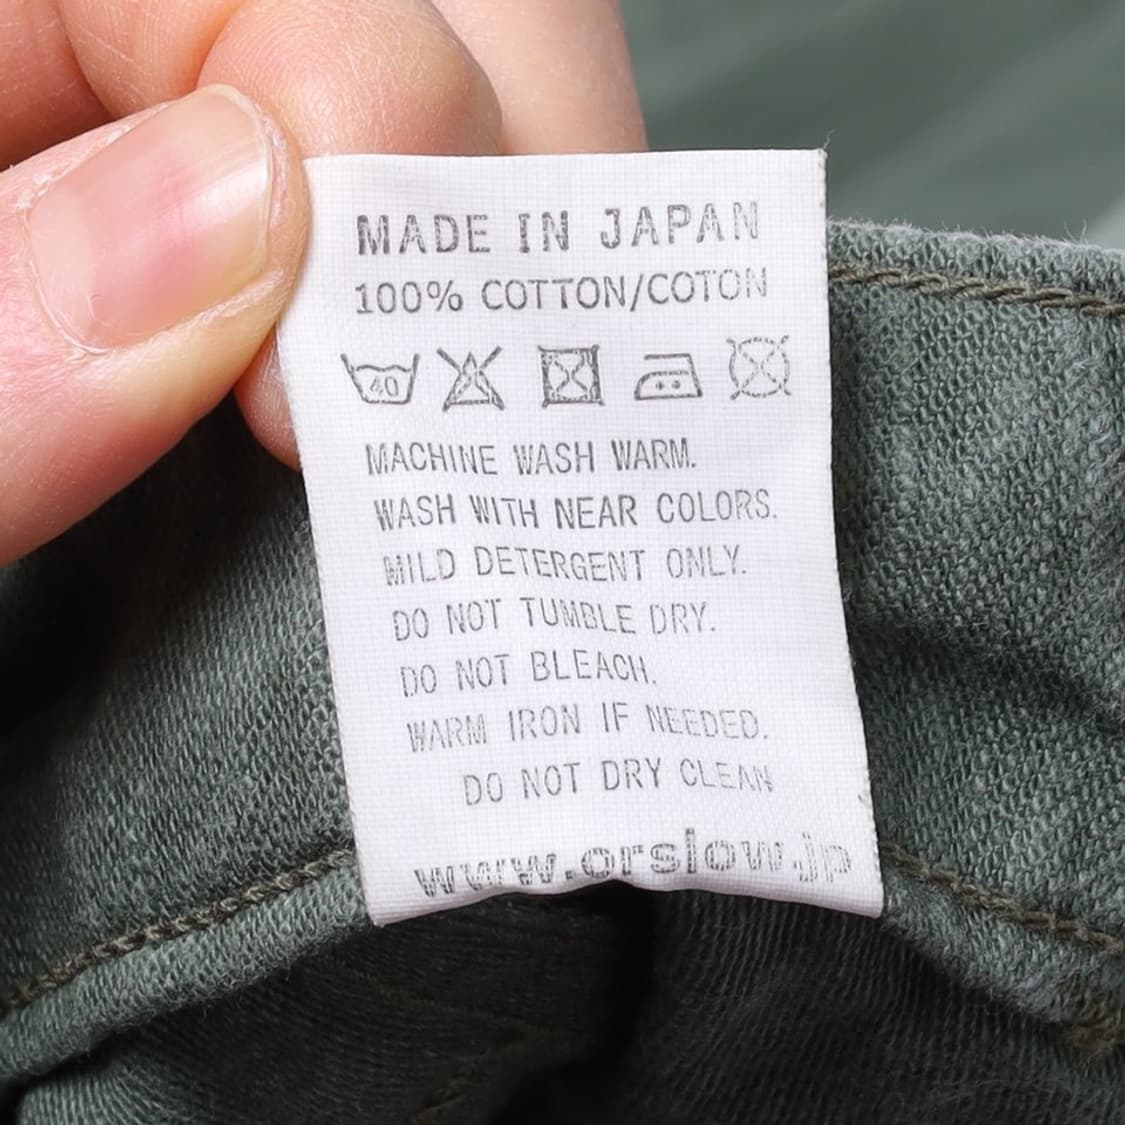 MADE IN JAPAN
100% COTTON/COTON
40
MACHINE WASH WARM.
WASH WITH NEAR COLORS.
MILD DETERGENT ONLY.
DO NOT TUMBLE DRY.
DO NOT BLEACH.
WARM IRON IF NEEDED.
DO NOT DRY CLEAN
www.orslow.jp